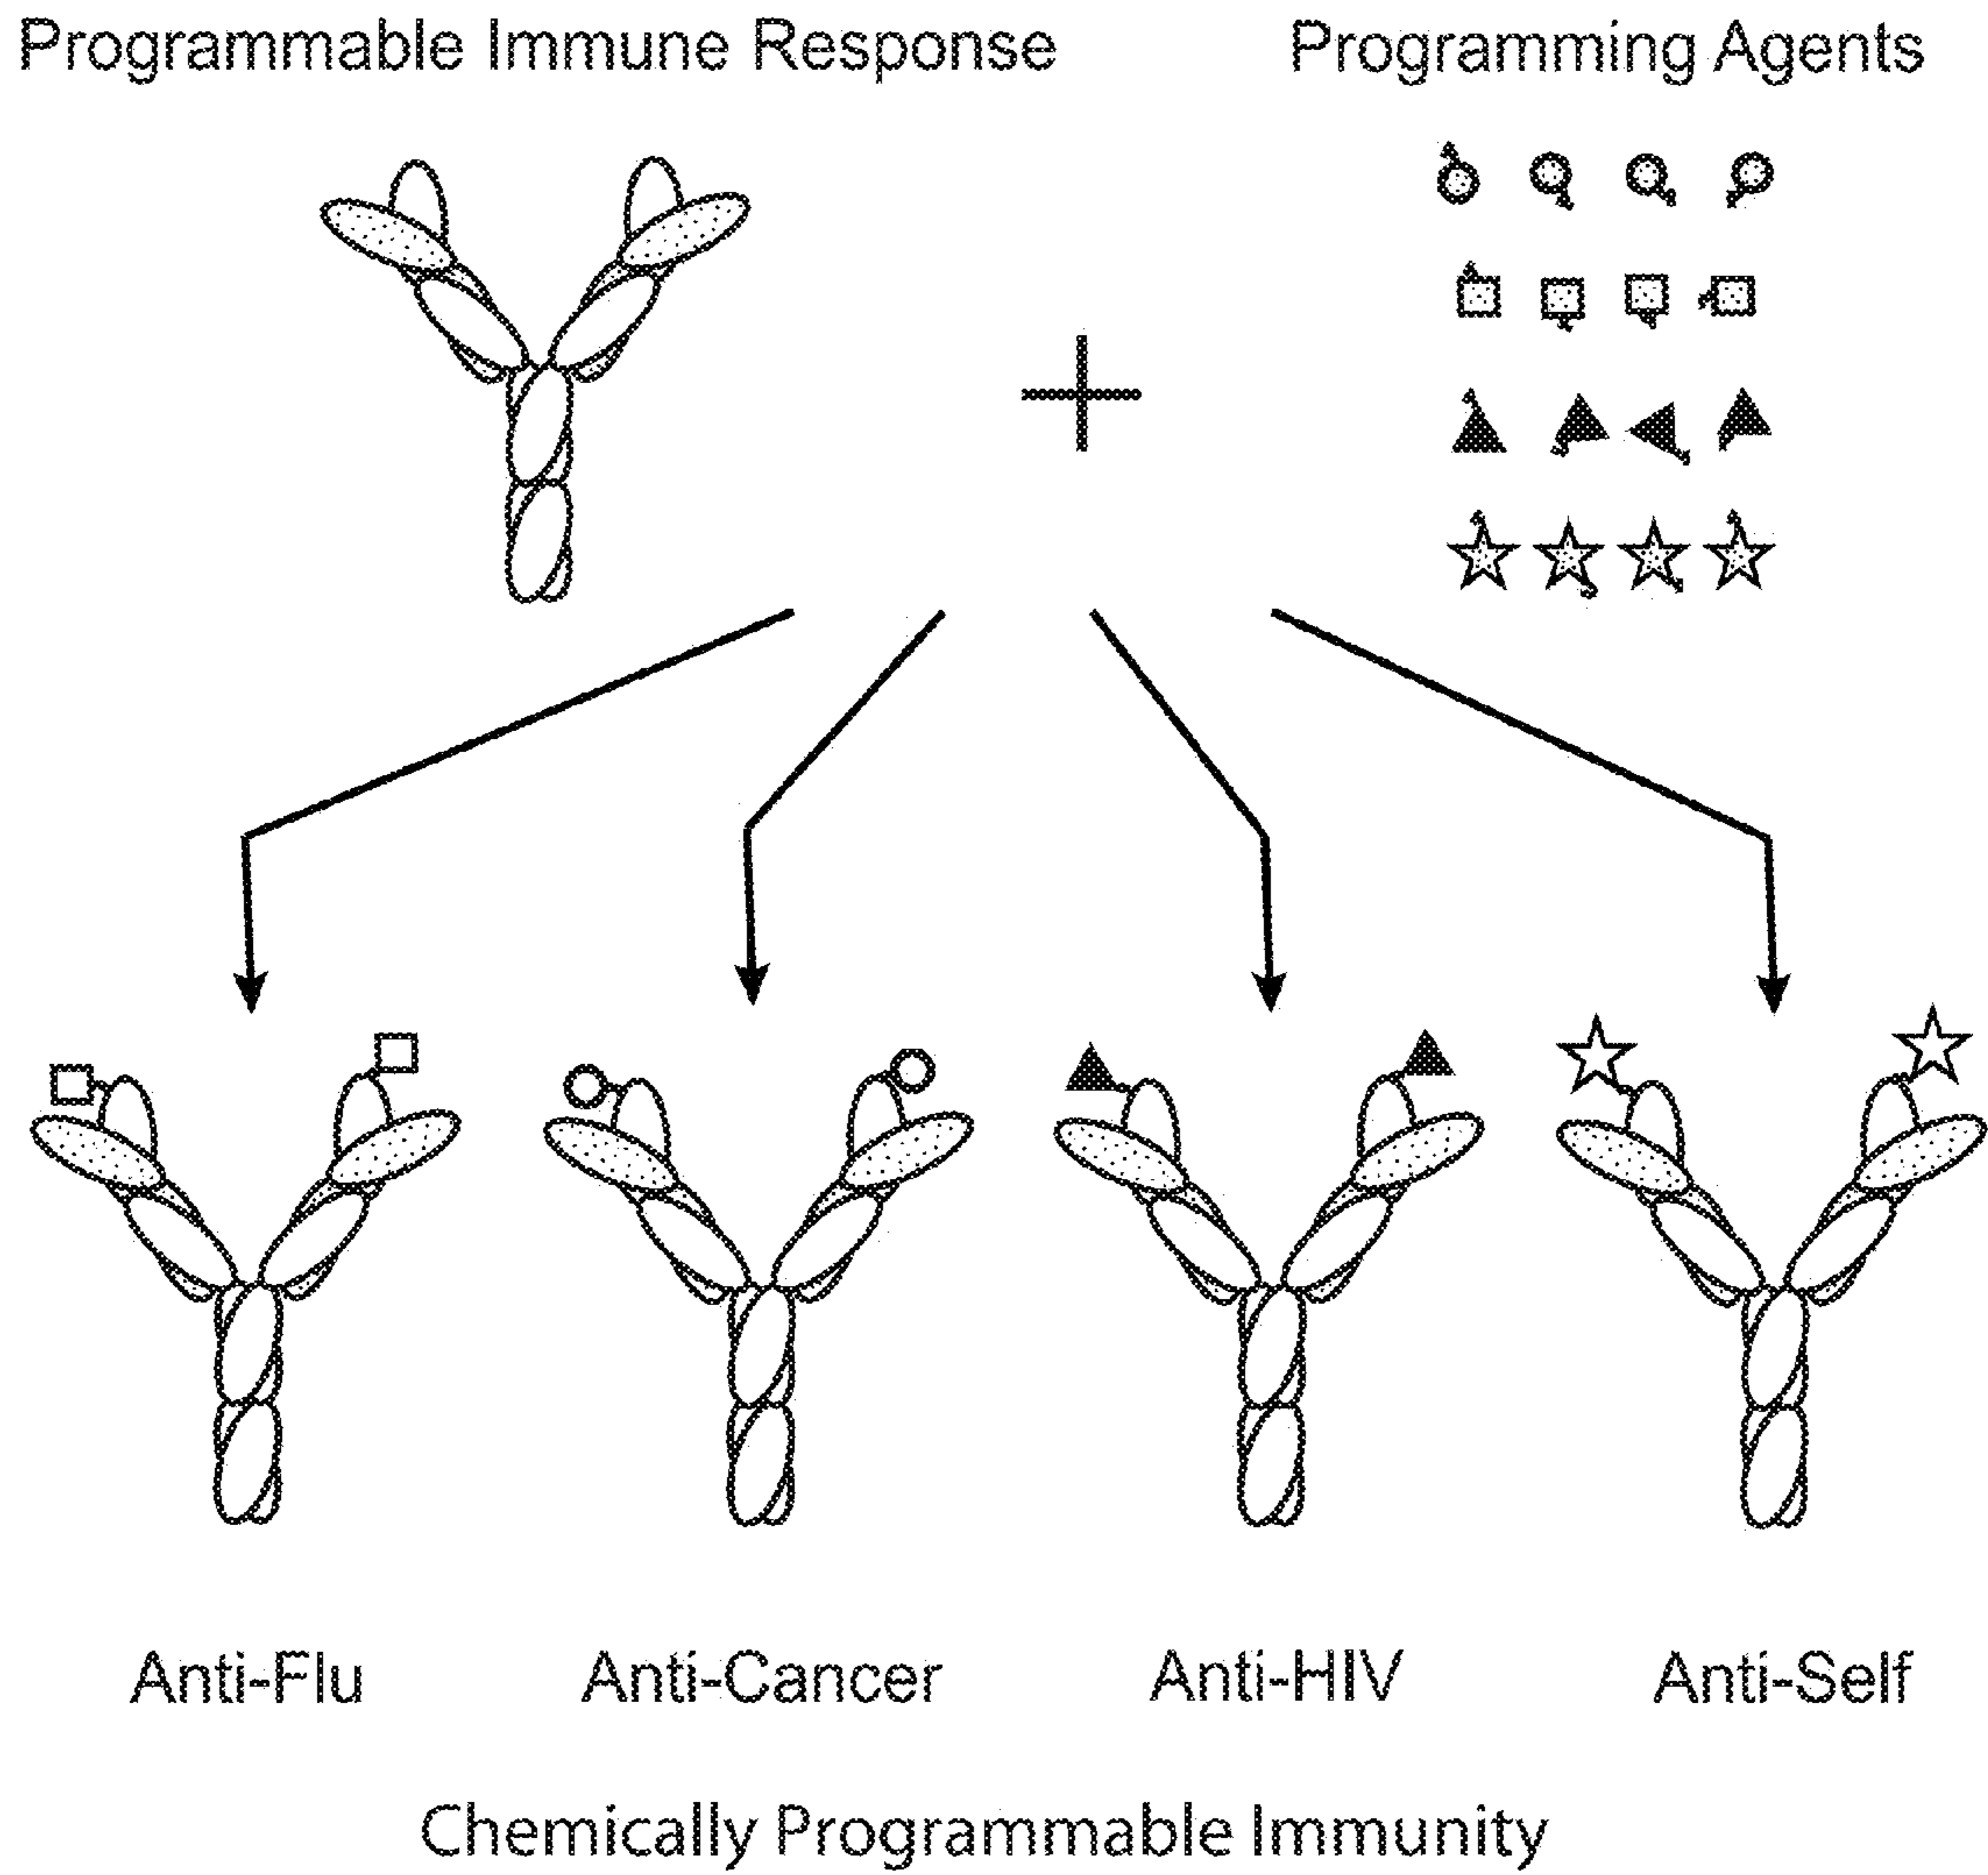 Programmable Immune Response
Programming Agents
Anti-Flu
Anti-Cancer
Anti-HIV
Anti-Self
Chemically Programmable Immunity